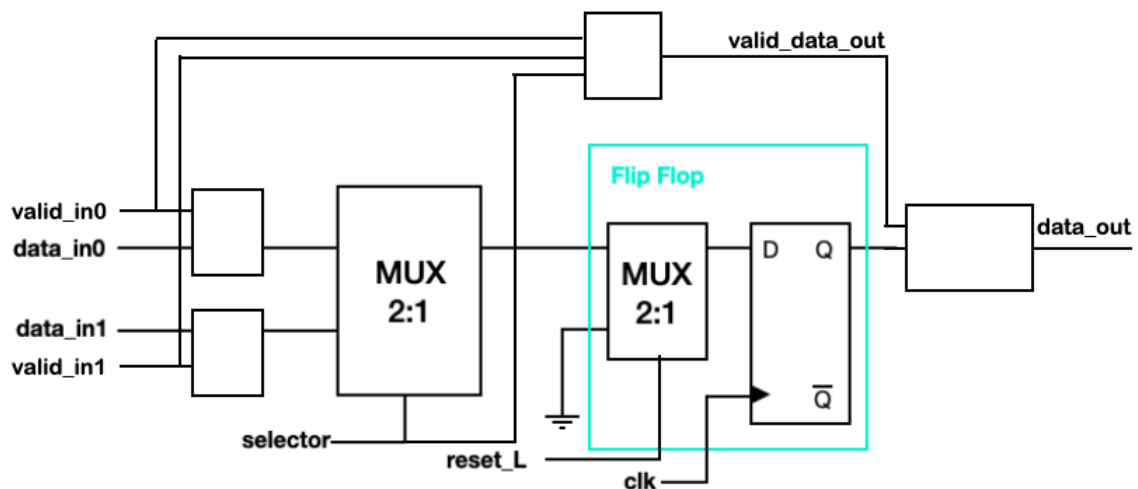 valid_data_out
Flip Flop
valid_in0
data_in0
data_out
MUX
2:1
MUX
2:1
D
Q
data_in1
valid_in1
Q̅
selector
reset_L
clk